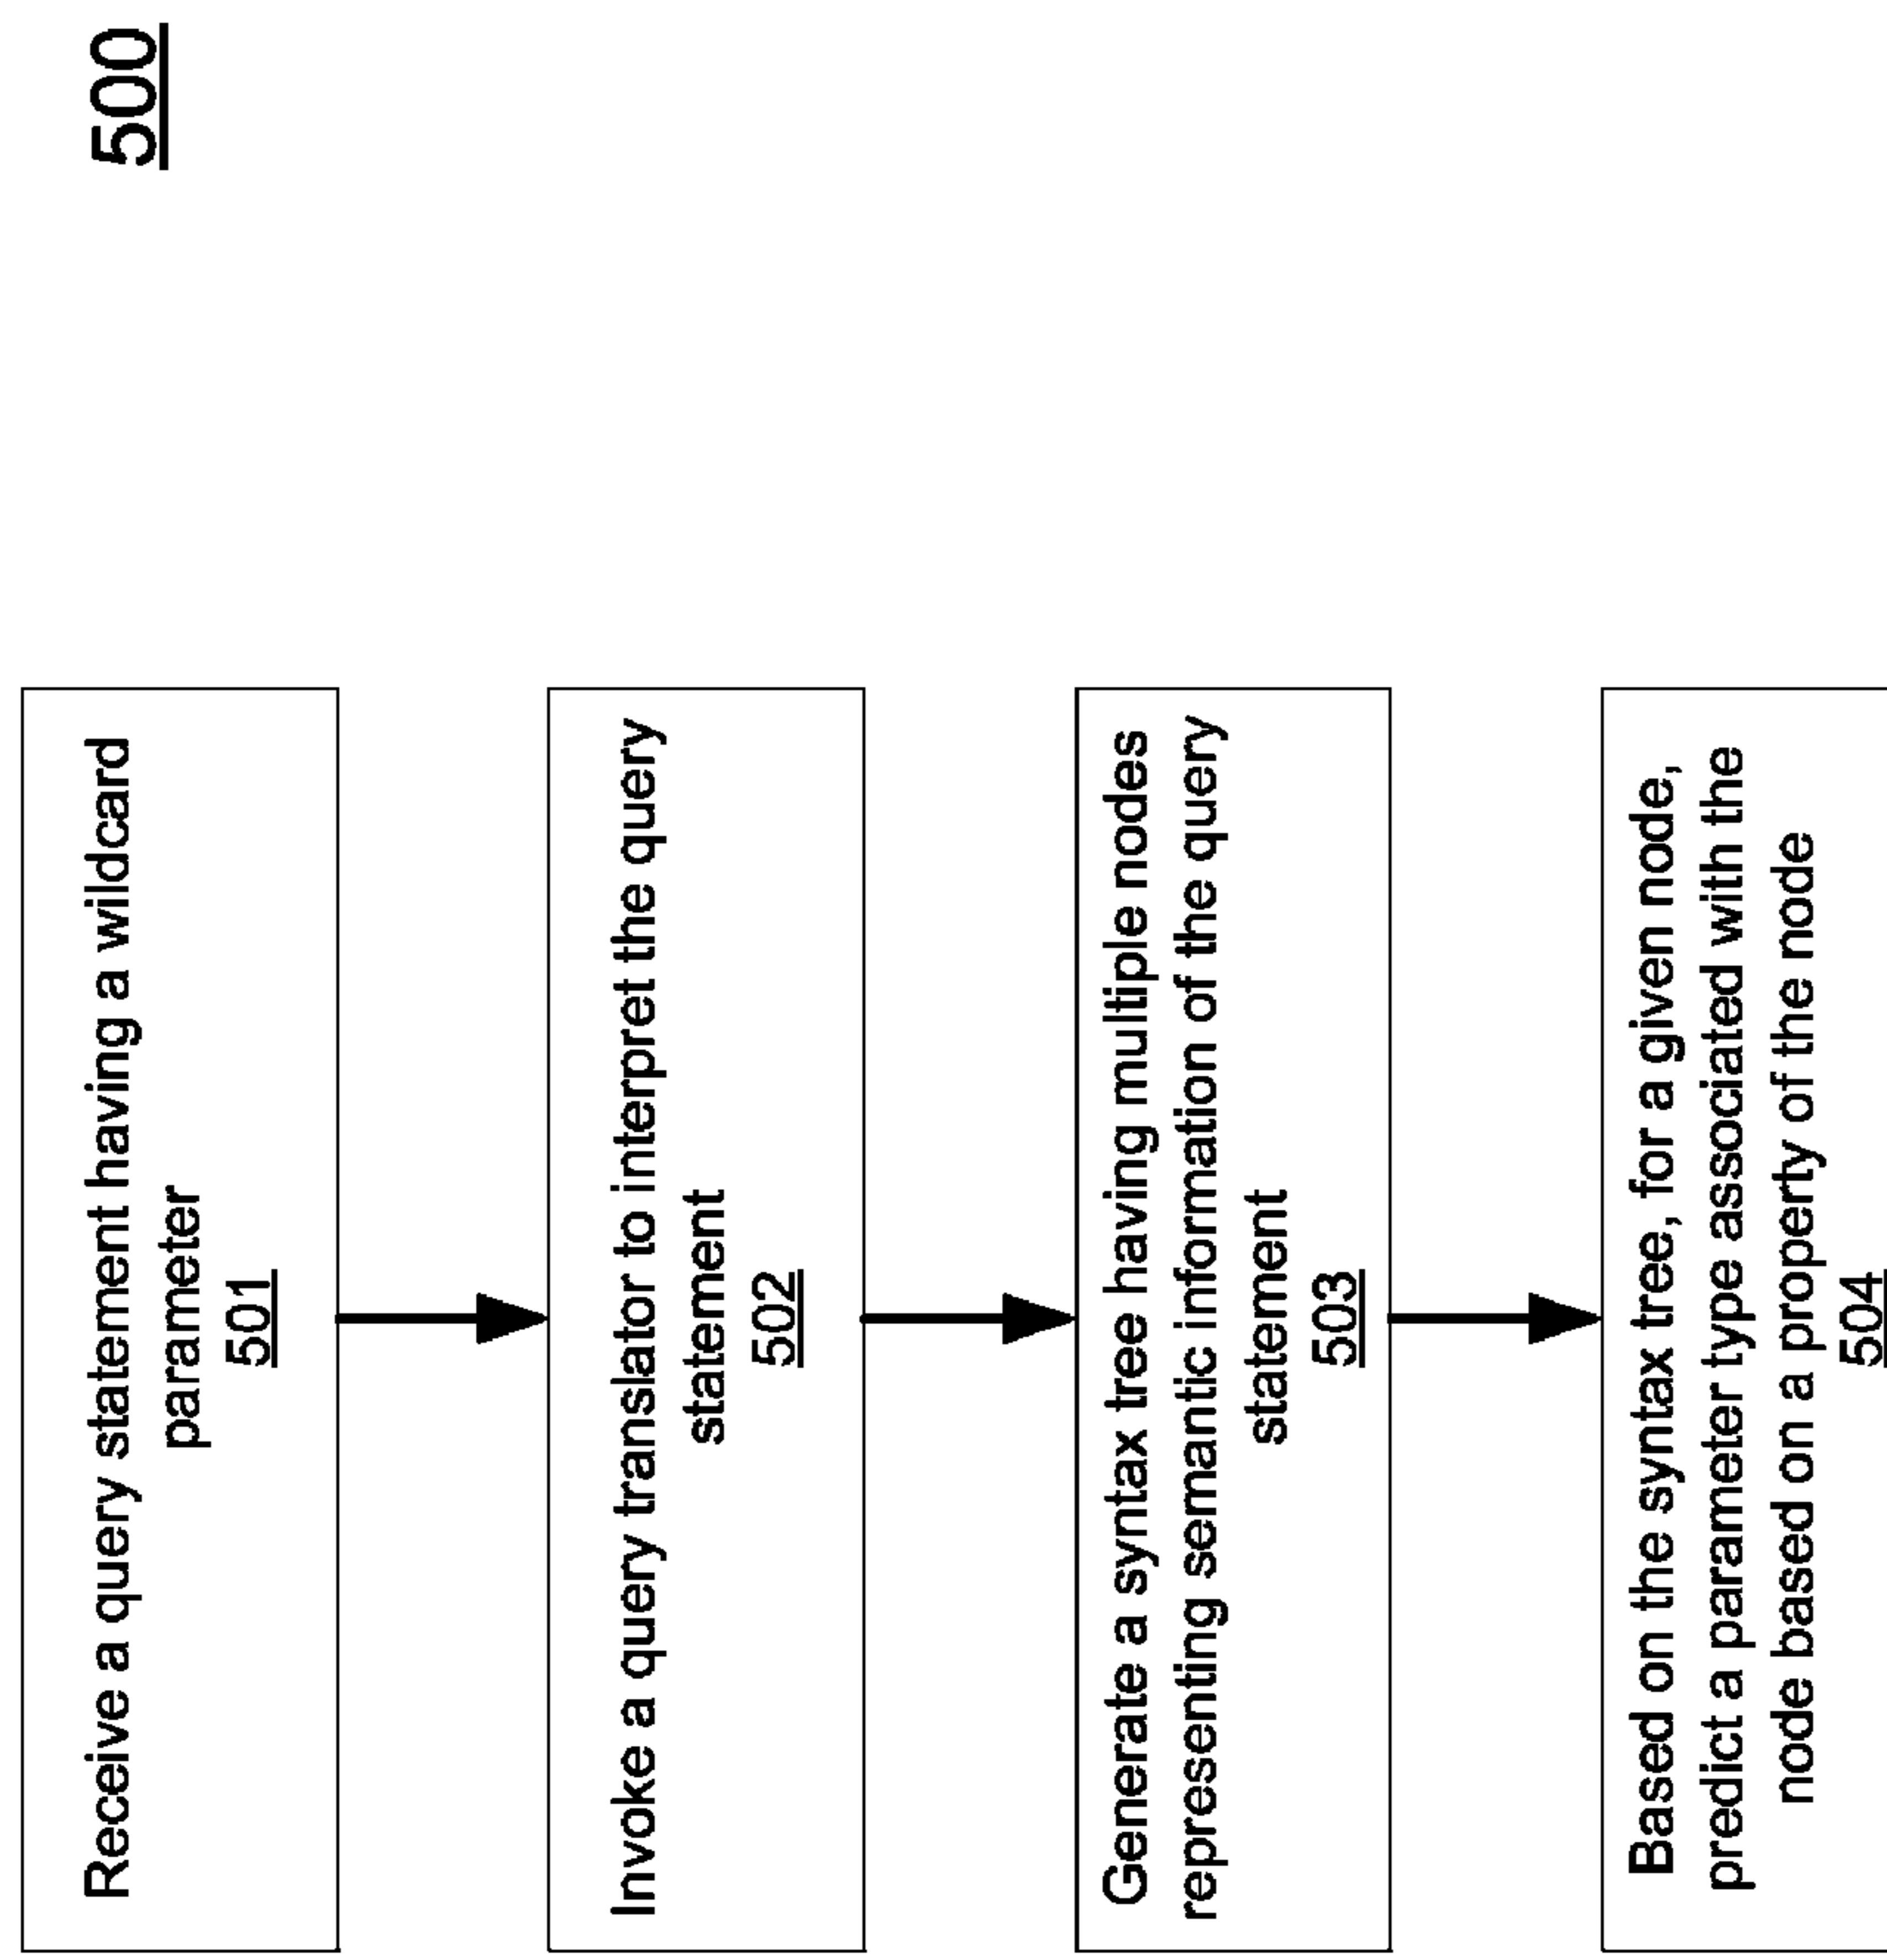 500
Receive a query statement having a wildcard
parameter
501
Invoke a query translator to interpret the query
statement
502
Generate a syntax tree having multiple nodes
representing semantic information of the query
statement
503
Based on the syntax tree, for a given node,
predict a parameter type associated with the
node based on a property of the node
504